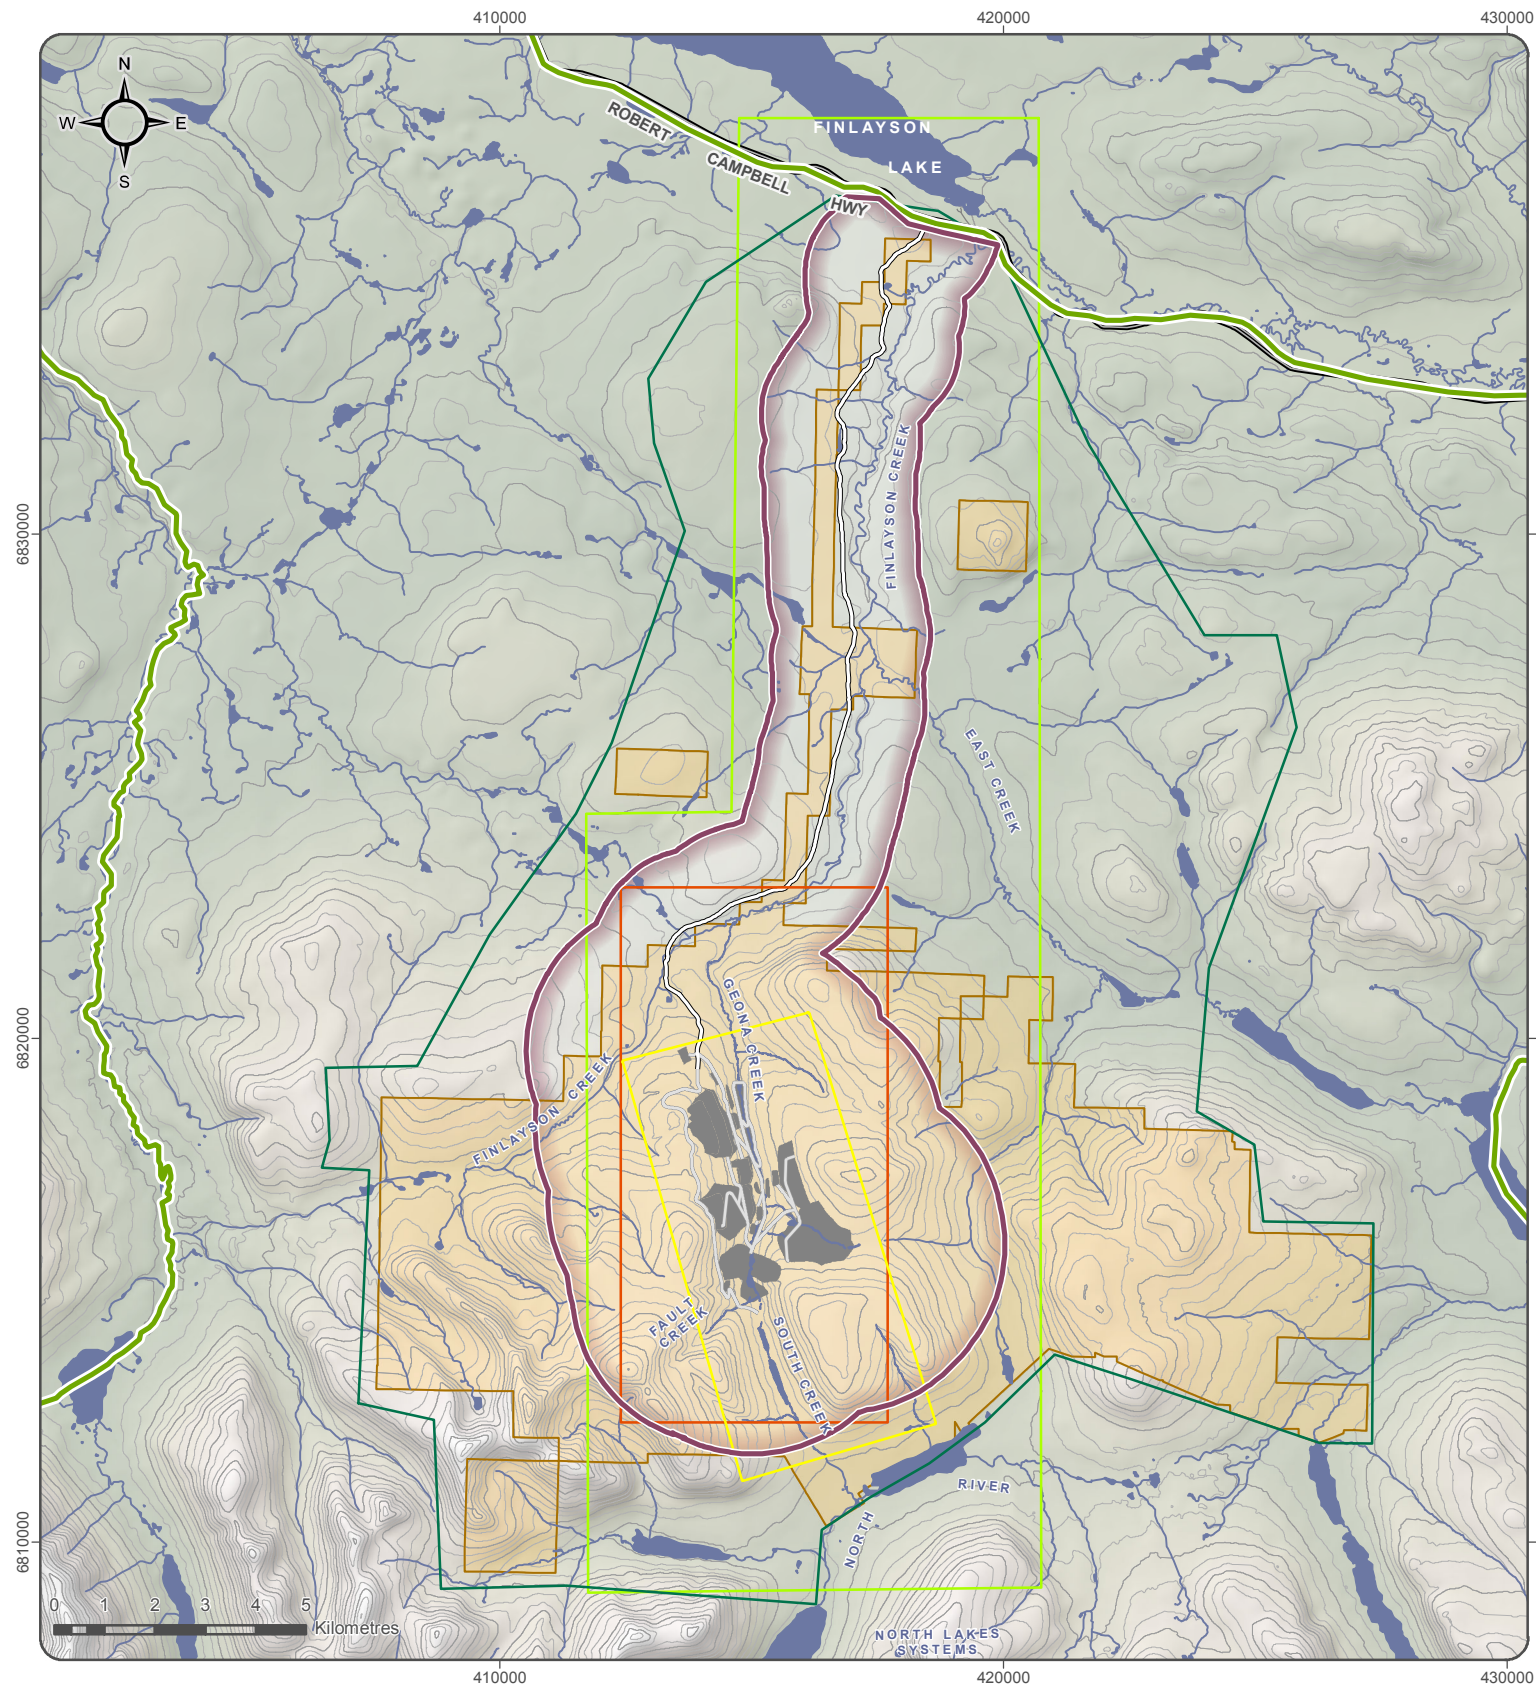 410000
420000
430000
N
W E
S
ROBERT
CAMPBELL
HWY
FINLAYSON
LAKE
FINLAYSON CREEK
6830000
EAST CREEK
GEONA CREEK
6820000
FINLAYSON CREEK
FAULT
CREEK
SOUTH CREEK
RIVER
NORTH
6810000
0 1 2 3 4 5
Kilometres
NORTH LAKES
SYSTEMS
410000
420000
430000